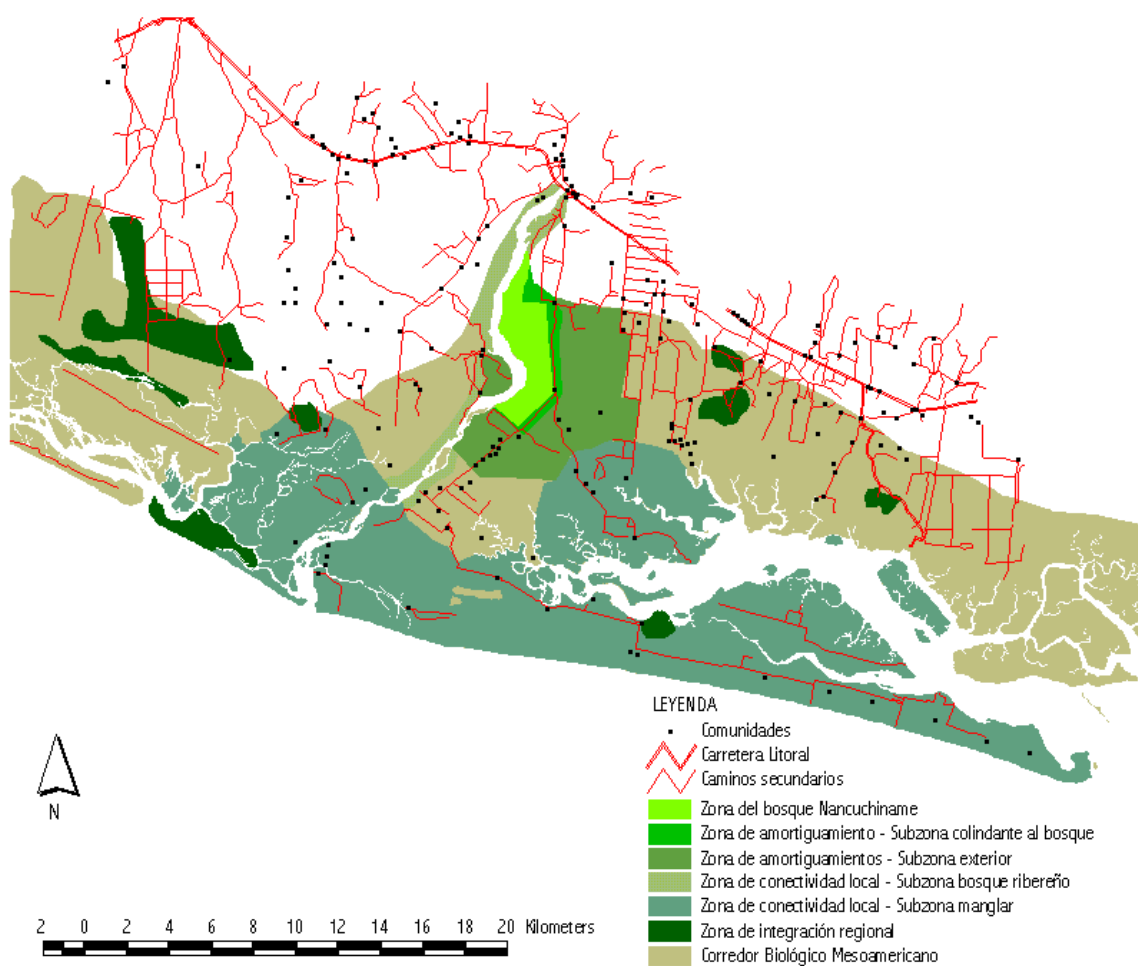 LEYENDA
Comunidades
Carretera Litoral
Caminos secundarios
Zona del bosque Nancuchiname
Zona de amortiguamiento - Subzona colindante al bosque
Zona de amortiguamientos - Subzona exterior
Zona de conectividad local - Subzona bosque ribereño
Zona de conectividad local - Subzona manglar
Zona de integración regional
Corredor Biológico Mesoamericano
N
2 0 2 4 6 8 10 12 14 16 18 20 Kilometers